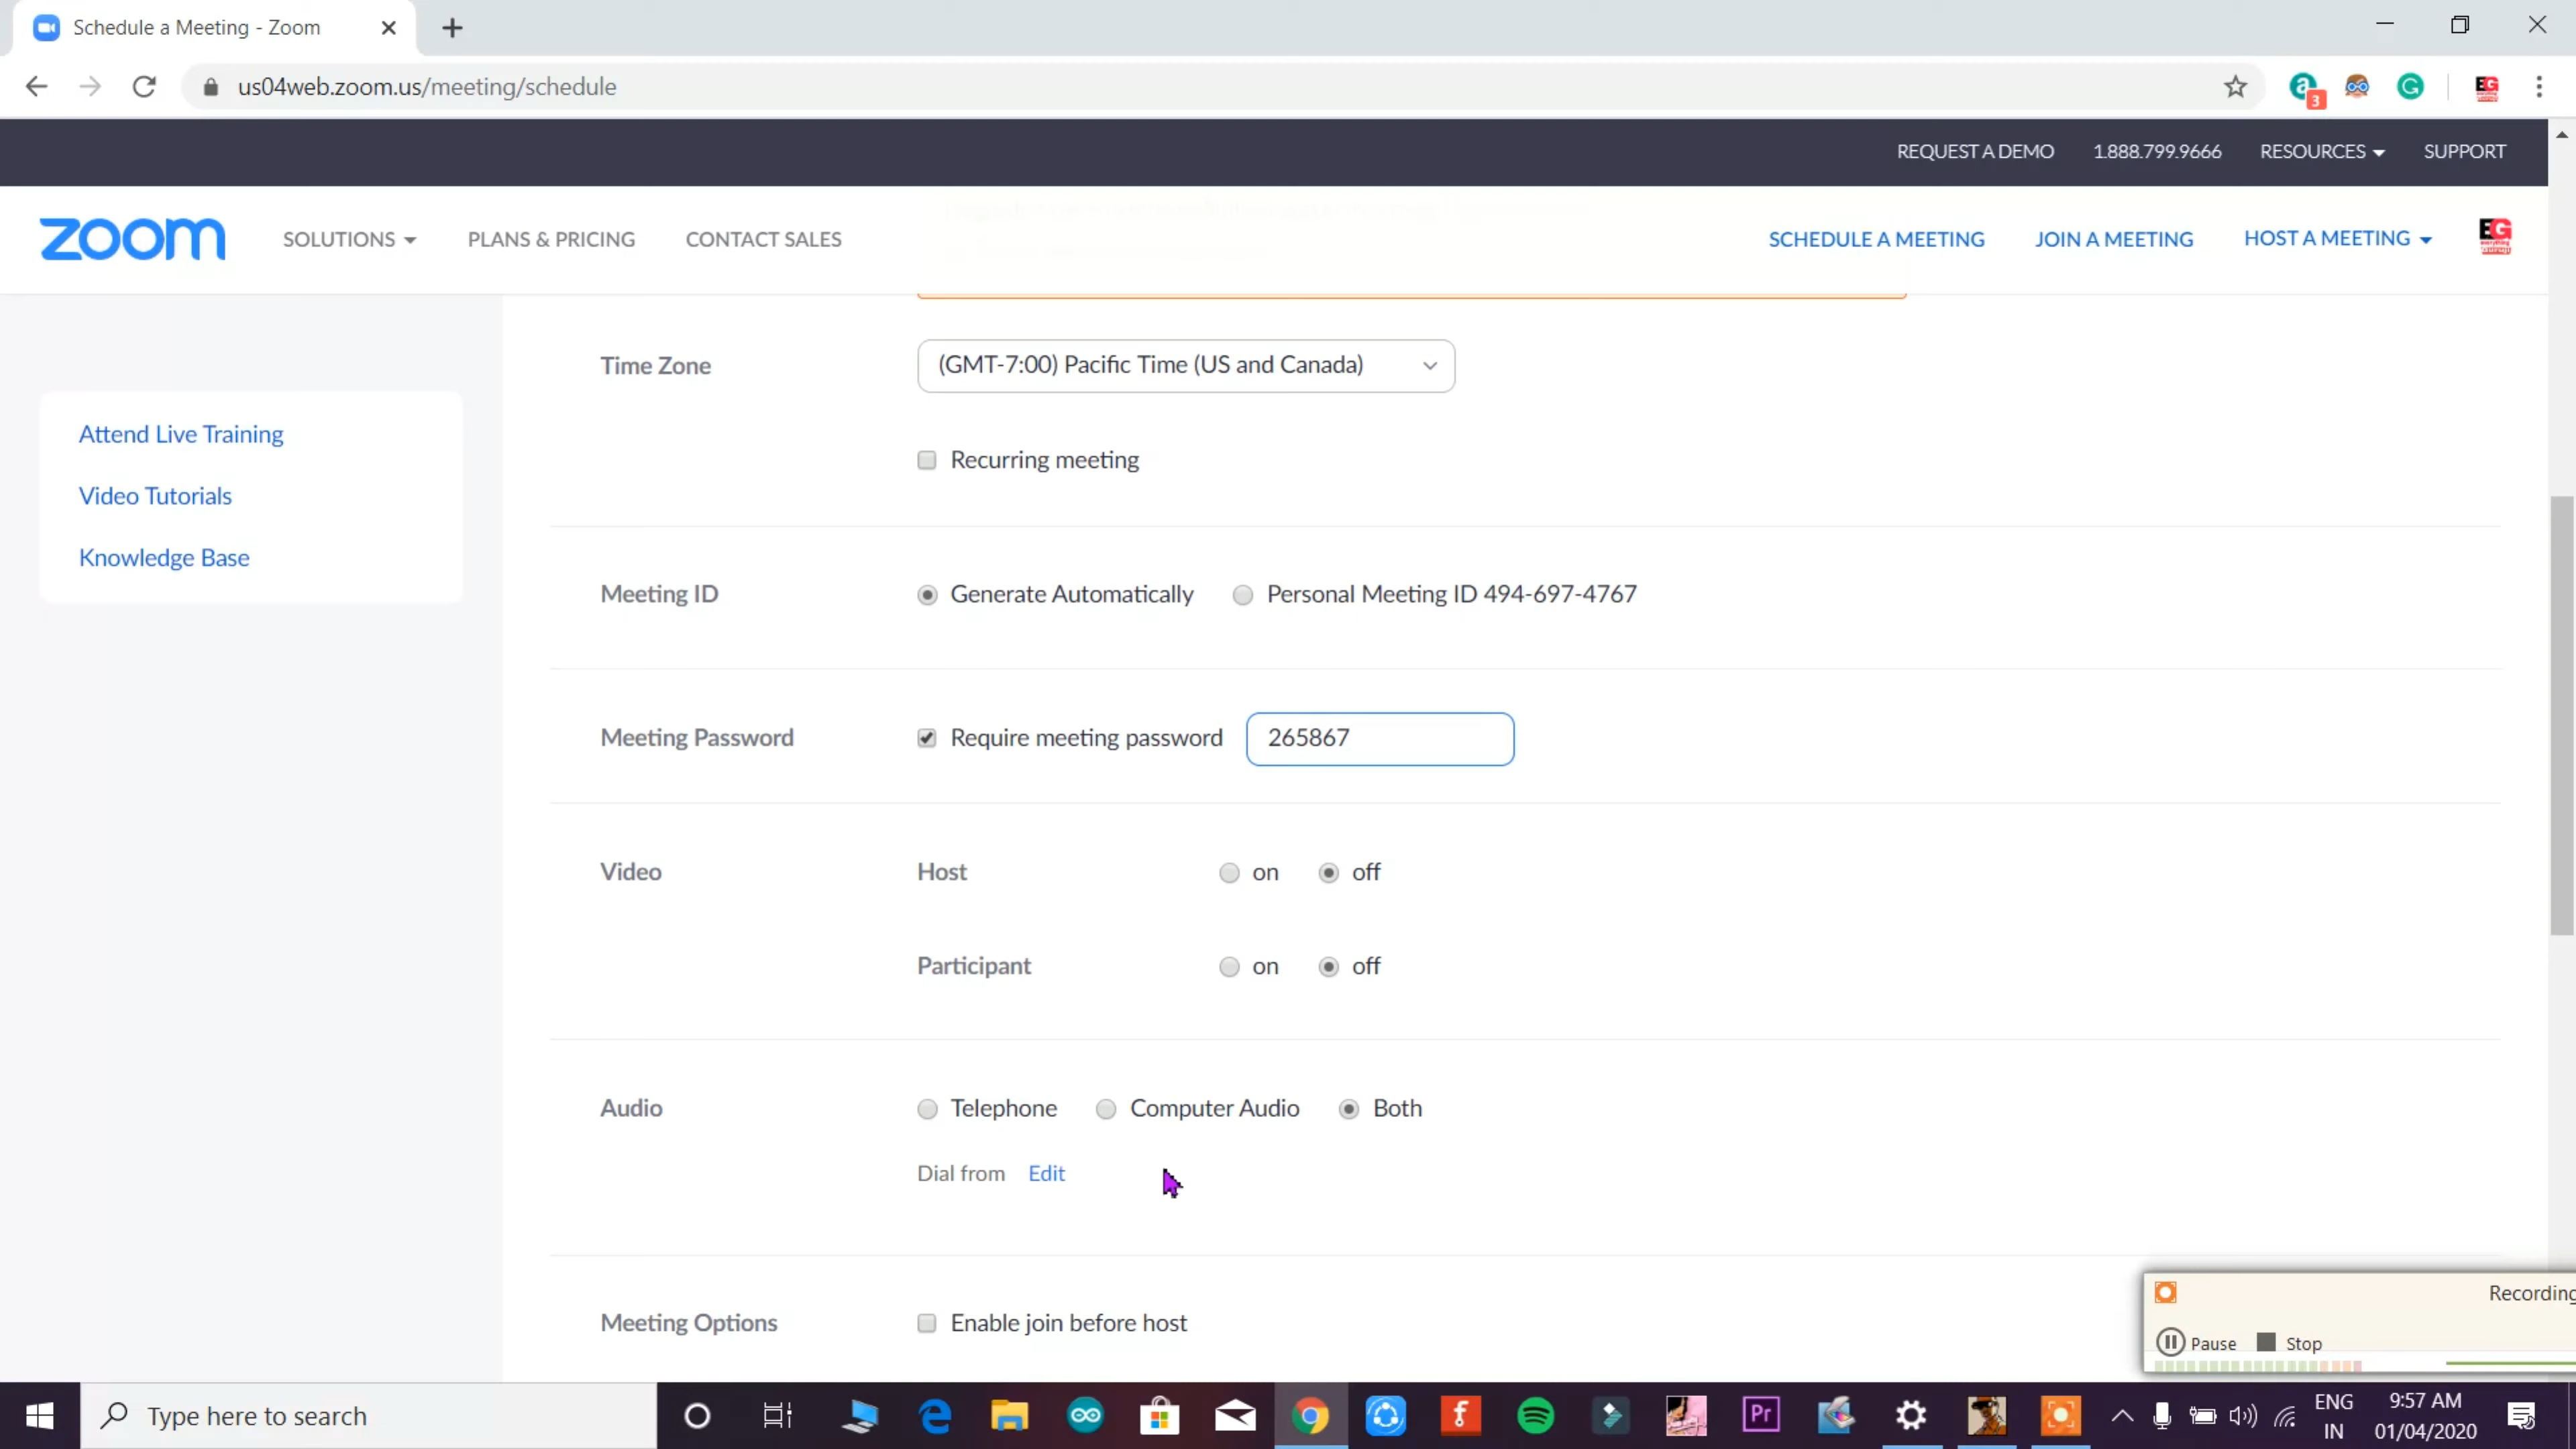 Schedule a Meeting - Zoom
us04web.zoom.us/meeting/schedule
3
EG
REQUEST A DEMO 1.888.799.9666 RESOURCES SUPPORT
zoom SOLUTIONS PLANS & PRICING CONTACT SALES SCHEDULE A MEETING JOIN A MEETING HOST A MEETING EG
Time Zone (GMT-7:00) Pacific Time (US and Canada)
Attend Live Training
Recurring meeting
Video Tutorials
Knowledge Base
Meeting ID Generate Automatically Personal Meeting ID 494-697-4767
Meeting Password Require meeting password 265867
Video Host on off
Participant on off
Audio Telephone Computer Audio Both
Dial from Edit
Meeting Options Enable join before host
Recording
Pause Stop
Type here to search
Pr
ENG
IN
9:57 AM
01/04/2020